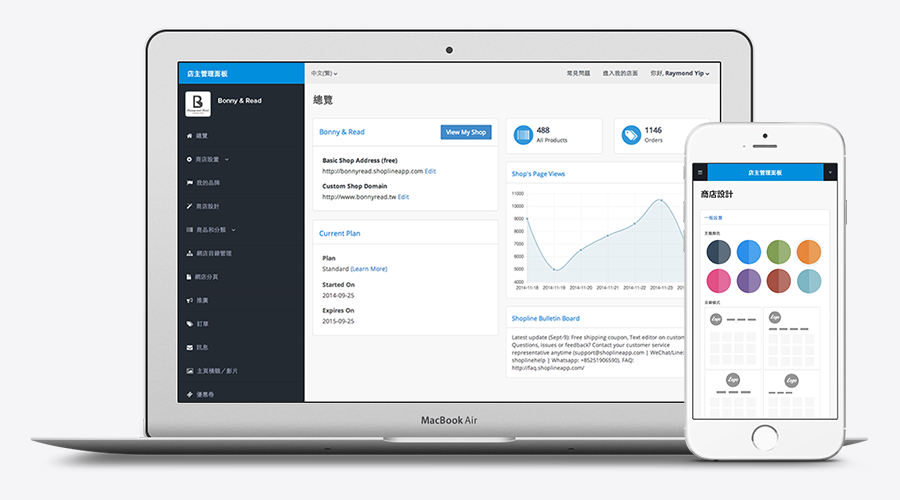 店主管理面板
中文(繁)
常見問題
進入我的店面
你好, Raymond Yip
Bonny & Read
總覽
商店設置
我的品牌
商店設計
商品和分類
網店目錄管理
網店分頁
推廣
訂單
訊息
主頁橫額／影片
優惠卷
總覽
Bonny & Read
View My Shop
Basic Shop Address (free)
http://bonnyread.shoplineapp.com Edit
Custom Shop Domain
http://www.bonnyread.tw Edit
Current Plan
Plan
Standard (Learn More)
Started On
2014-09-25
Expires On
2015-09-25
488
All Products
1146
Orders
Shop's Page Views
11000
10000
9000
8000
7000
6000
5000
4000
2014-11-18
2014-11-19
2014-11-20
2014-11-21
2014-11-22
2014-11-23
Shopline Bulletin Board
Latest update (Sept-9): Free shipping coupon, Text editor on custom
Questions, issues or feedback? Contact your customer service
representative anytime (support@shoplineapp.com | WeChat/Line:
shoplinehelp | Whatsapp: +85251906590), FAQ:
http://faq.shoplineapp.com/
MacBook Air
店主管理面板
商店設計
一般設置
主題顏色
目錄模式
Logo
Logo
Logo
Logo